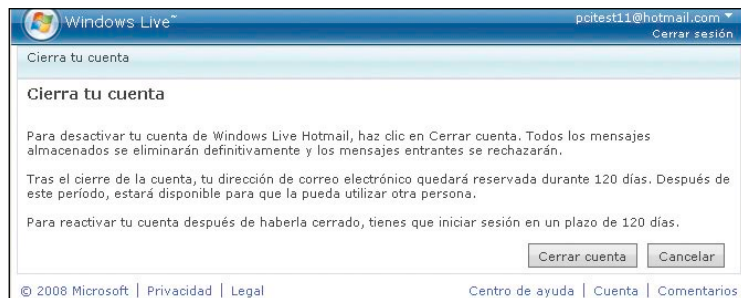 Windows Live™
pcitest11@hotmail.com
Cerrar sesión
Cierra tu cuenta
Cierra tu cuenta
Para desactivar tu cuenta de Windows Live Hotmail, haz clic en Cerrar cuenta. Todos los mensajes
almacenados se eliminarán definitivamente y los mensajes entrantes se rechazarán.
Tras el cierre de la cuenta, tu dirección de correo electrónico quedará reservada durante 120 días. Después de
este período, estará disponible para que la pueda utilizar otra persona.
Para reactivar tu cuenta después de haberla cerrado, tienes que iniciar sesión en un plazo de 120 días.
Cerrar cuenta Cancelar
© 2008 Microsoft | Privacidad | Legal Centro de ayuda | Cuenta | Comentarios